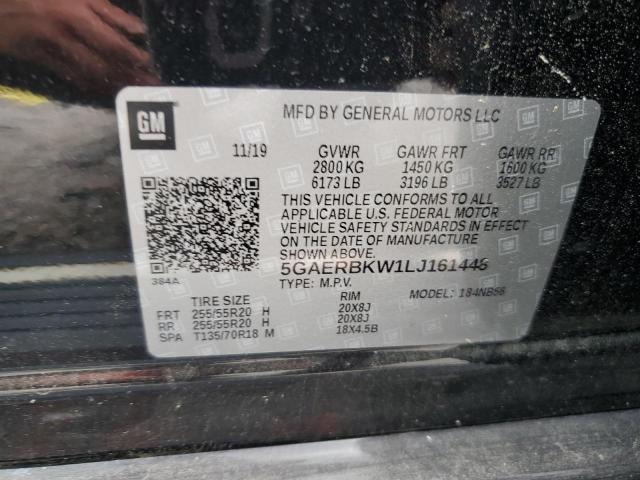 GM
MFD BY GENERAL MOTORS LLC
11/19 GVWR GAWR FRT GAWR RR
2800 KG 1450 KG 1600 KG
6173 LB 3196 LB 3527 LB
THIS VEHICLE CONFORMS TO ALL
APPLICABLE U.S. FEDERAL MOTOR
VEHICLE SAFETY STANDARDS IN EFFECT
ON THE DATE OF MANUFACTURE
SHOWN ABOVE
5GAERBKW1LJ161446
384A
TYPE: M.P.V. MODEL: 184NB56
TIRE SIZE RIM
FRT 255/55R20 H 20X8J
RR 255/55R20 H 20X8J
SPA T135/70R18 M 18X4.5B